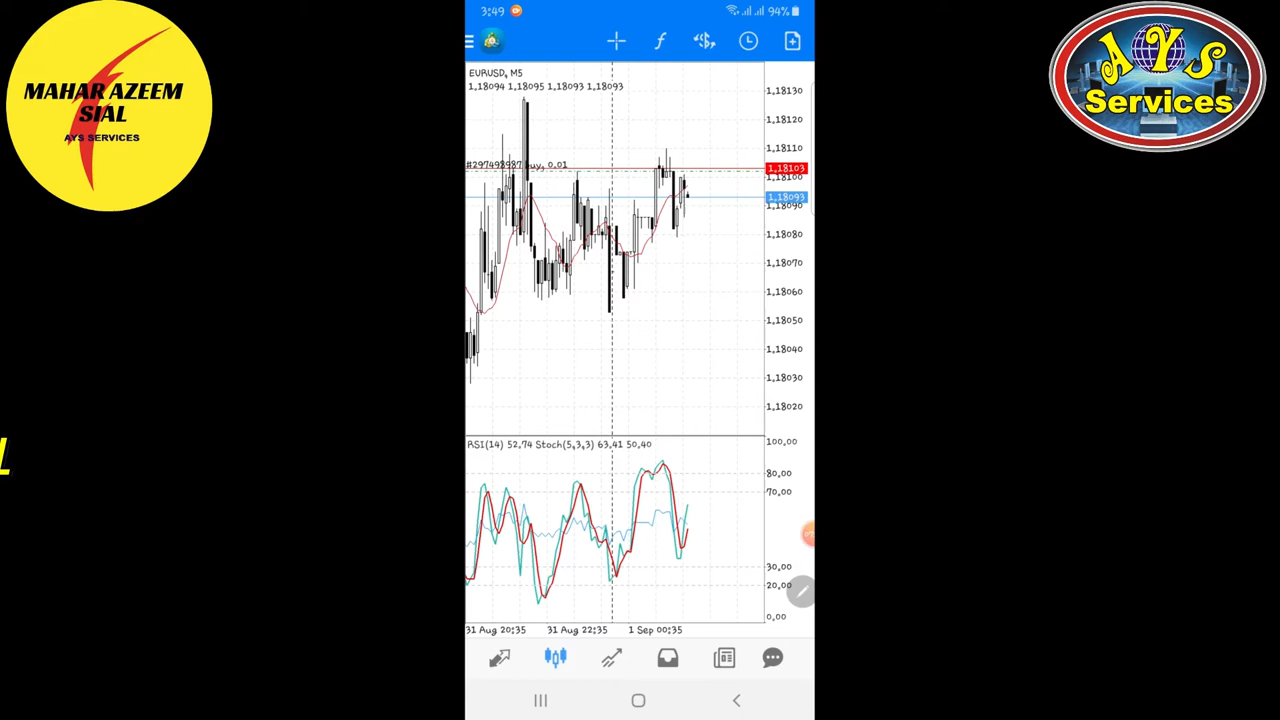 MAHAR AZEEM
SIAL
AYS SERVICES
AYS
Services
L
3:49
94%
EURUSD, M5
1,18094 1,18095 1,18093 1,18093
#297498987 buy, 0.01
1,18130
1,18120
1,18110
1,18103
1,18100
1,18093
1,18090
1,18080
1,18070
1,18060
1,18050
1,18040
1,18030
1,18020
RSI(14) 52,74 Stoch(5,3,3) 63,41 50,40
100,00
80,00
70,00
30,00
20,00
0,00
31 Aug 20:35 31 Aug 22:35 1 Sep 00:35